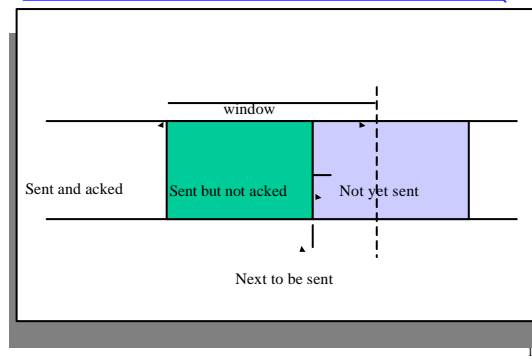 window
Sent and acked Sent but not acked Not yet sent
Next to be sent